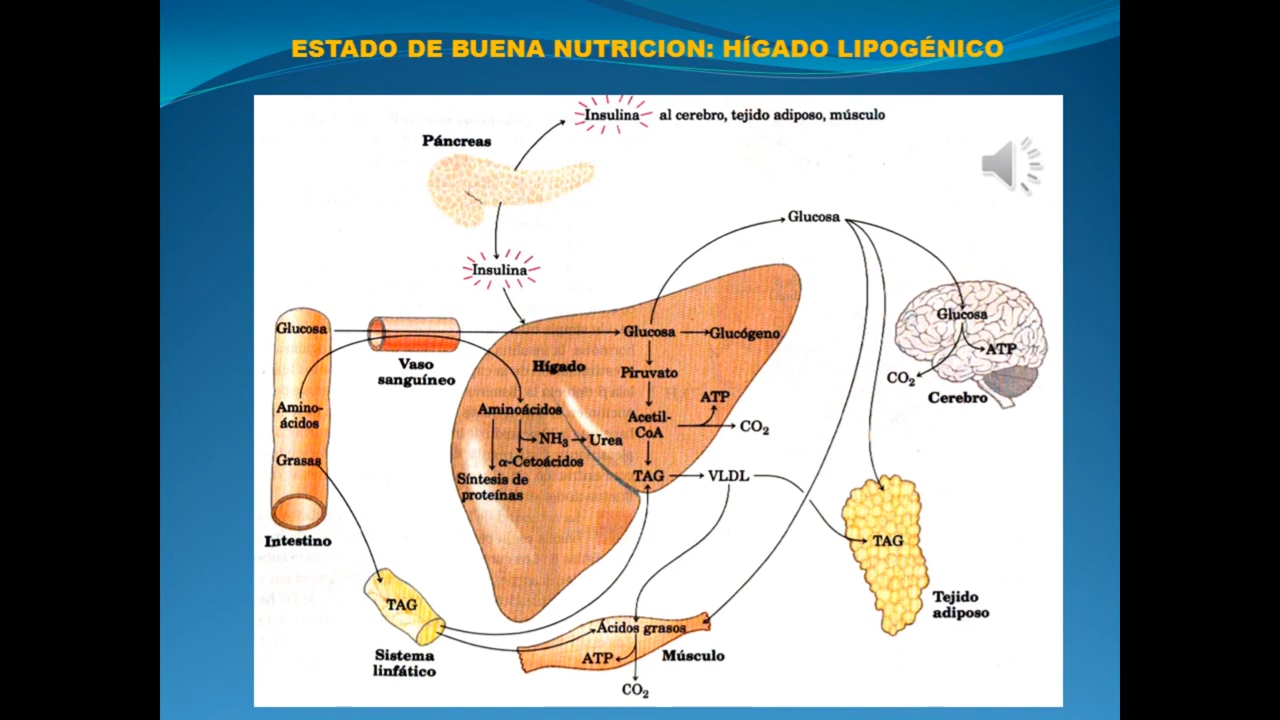 ESTADO DE BUENA NUTRICION: HÍGADO LIPOGÉNICO
Insulina al cerebro, tejido adiposo, músculo
Páncreas
Glucosa
Insulina
Glucosa
Vaso
sanguíneo
Amino-
ácidos
Grasas
Intestino
Hígado
Glucosa
Glucógeno
Piruvato
Acetil-
CoA
ATP
CO₂
Aminoácidos
NH₃
Urea
α-Cetoácidos
Síntesis de
proteínas
TAG
VLDL
Glucosa
ATP
CO₂
Cerebro
TAG
Tejido
adiposo
TAG
Sistema
linfático
Ácidos grasos
ATP
Músculo
CO₂